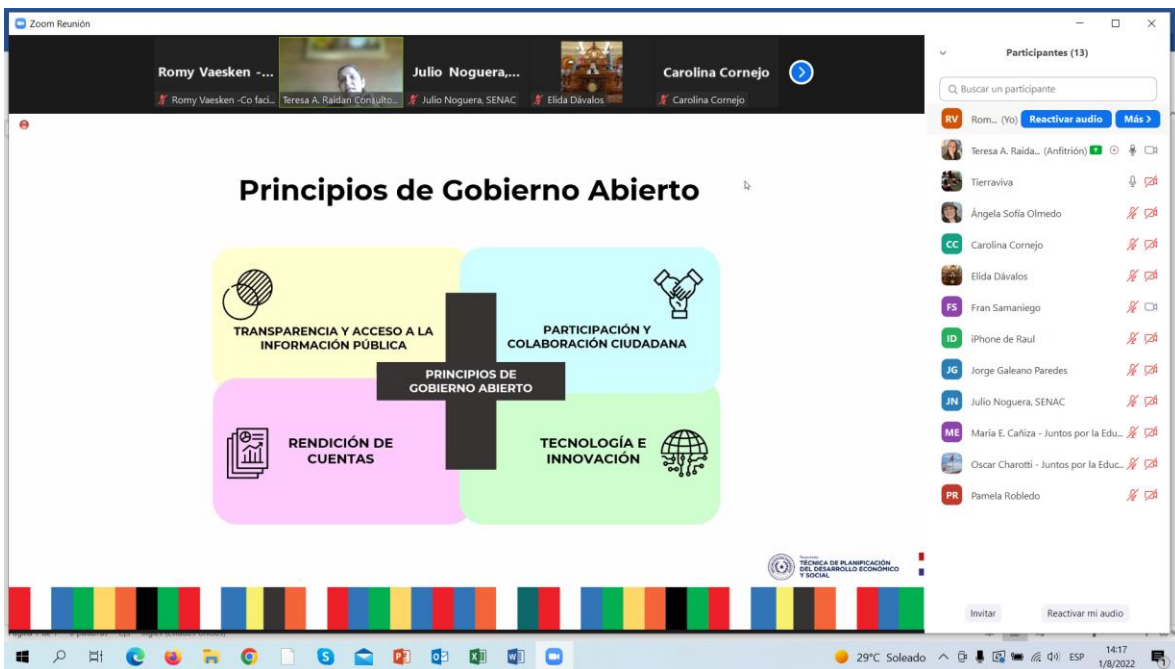 Zoom Reunión
Romy Vaesken -...
Julio Noguera,...
Carolina Cornejo
Romy Vaesken -Co faci...
Teresa A. Raidan Consulto...
Julio Noguera, SENAC
Elida Dávalos
Carolina Cornejo
Principios de Gobierno Abierto
TRANSPARENCIA Y ACCESO A LA
INFORMACIÓN PÚBLICA
PARTICIPACIÓN Y
COLABORACIÓN CIUDADANA
PRINCIPIOS DE
GOBIERNO ABIERTO
RENDICIÓN DE
CUENTAS
TECNOLOGÍA E
INNOVACIÓN
TÉCNICA DE PLANIFICACIÓN
DEL DESARROLLO ECONÓMICO
Y SOCIAL
Participantes (13)
Buscar un participante
RV Rom... (Yo) Reactivar audio Más >
Teresa A. Raida... (Anfitrión)
Tierraviva
Ángela Sofía Olmedo
CC Carolina Cornejo
Elida Dávalos
FS Fran Samaniego
ID iPhone de Raul
JG Jorge Galeano Paredes
JN Julio Noguera, SENAC
ME Maria E. Cañiza - Juntos por la Edu...
Oscar Charotti - Juntos por la Educ...
PR Pamela Robledo
Invitar Reactivar mi audio
29°C Soleado ESP 14:17
1/8/2022